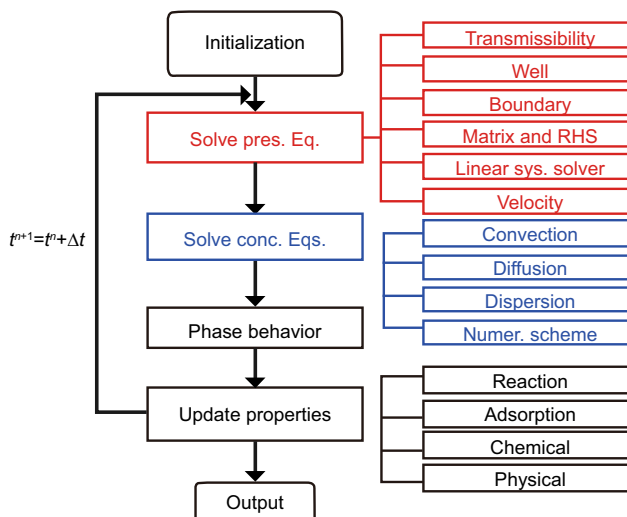 Initialization
Solve pres. Eq.
Solve conc. Eqs.
Phase behavior
Update properties
Output
tⁿ⁺¹=tⁿ+Δt
Transmissibility
Well
Boundary
Matrix and RHS
Linear sys. solver
Velocity
Convection
Diffusion
Dispersion
Numer. scheme
Reaction
Adsorption
Chemical
Physical